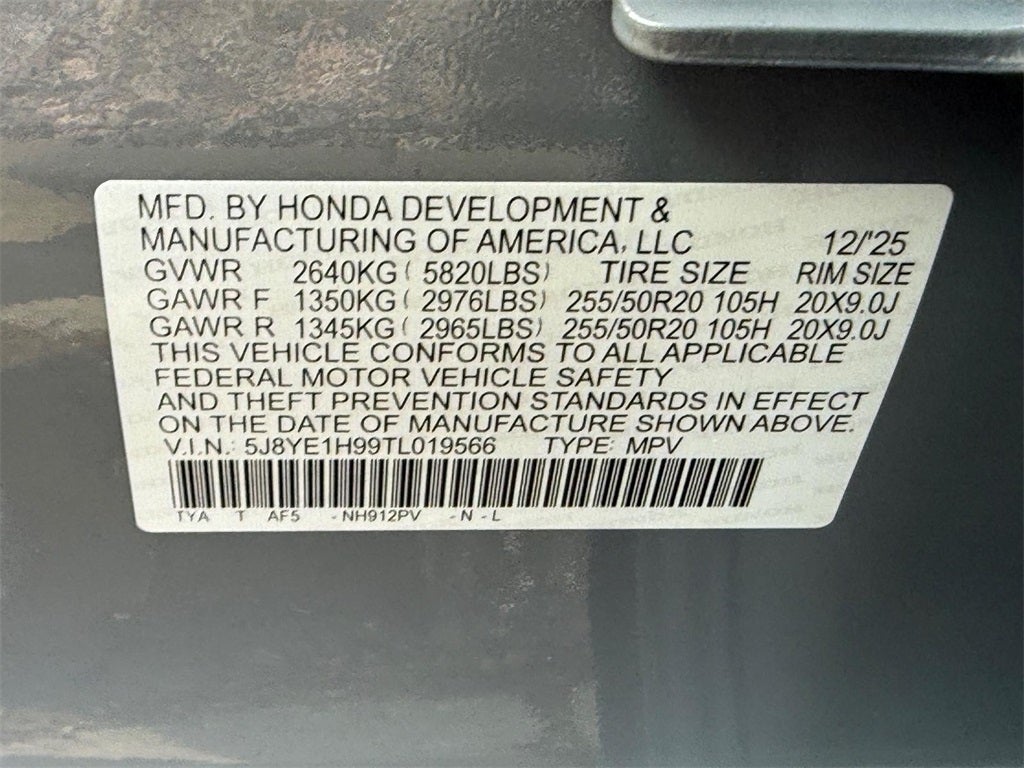 MFD. BY HONDA DEVELOPMENT &
MANUFACTURING OF AMERICA, LLC 12/'25
GVWR 2640KG ( 5820LBS) TIRE SIZE RIM SIZE
GAWR F 1350KG ( 2976LBS) 255/50R20 105H 20X9.0J
GAWR R 1345KG ( 2965LBS) 255/50R20 105H 20X9.0J
THIS VEHICLE CONFORMS TO ALL APPLICABLE
FEDERAL MOTOR VEHICLE SAFETY
AND THEFT PREVENTION STANDARDS IN EFFECT
ON THE DATE OF MANUFACTURE SHOWN ABOVE.
V.I.N.: 5J8YE1H99TL019566 TYPE: MPV
TYA T AF5 - NH912PV - N - L